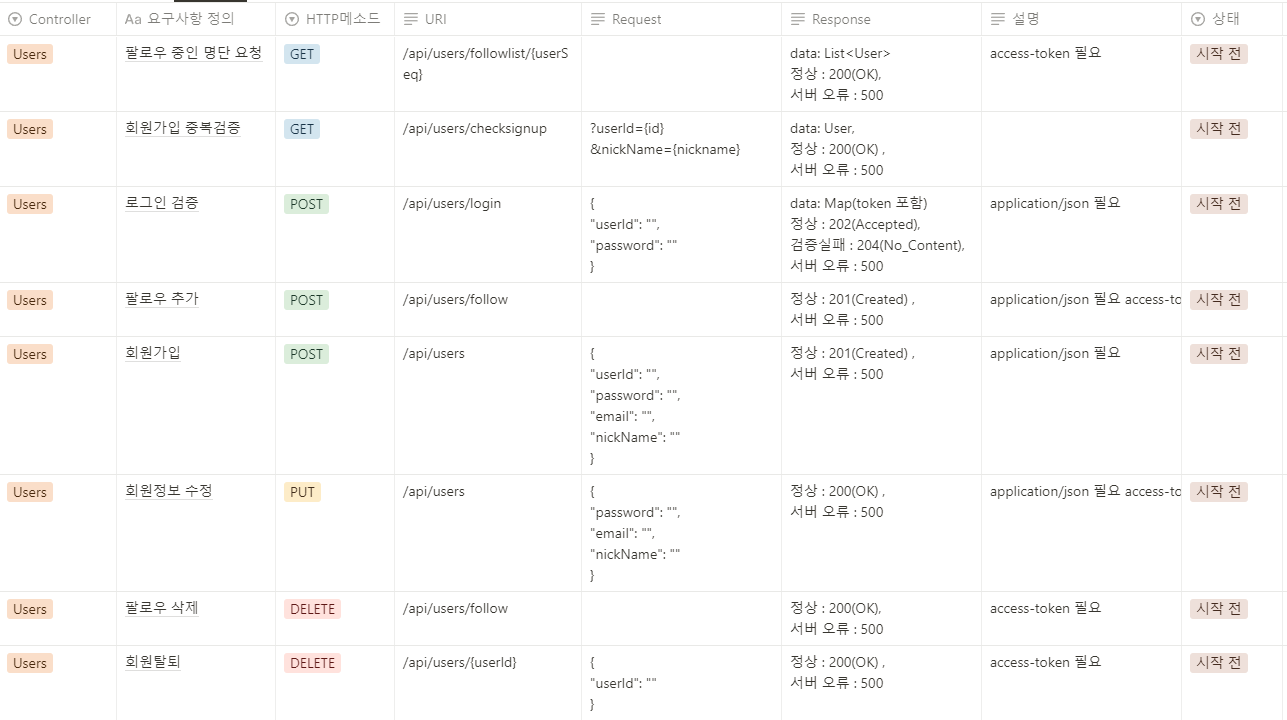 Controller
Aa 요구사항 정의
HTTP메소드
URI
Request
Response
설명
상태
Users
팔로우 중인 명단 요청
GET
/api/users/followlist/{userS
eq}
data: List<User>
정상 : 200(OK),
서버 오류 : 500
access-token 필요
시작 전
Users
회원가입 중복검증
GET
/api/users/checksignup
?userId={id}
&nickName={nickname}
data: User,
정상 : 200(OK) ,
서버 오류 : 500
시작 전
Users
로그인 검증
POST
/api/users/login
{
"userId": "",
"password": ""
}
data: Map(token 포함)
정상 : 202(Accepted),
검증실패 : 204(No_Content),
서버 오류 : 500
application/json 필요
시작 전
Users
팔로우 추가
POST
/api/users/follow
정상 : 201(Created) ,
서버 오류 : 500
application/json 필요 access-to
시작 전
Users
회원가입
POST
/api/users
{
"userId": "",
"password": "",
"email": "",
"nickName": ""
}
정상 : 201(Created) ,
서버 오류 : 500
application/json 필요
시작 전
Users
회원정보 수정
PUT
/api/users
{
"password": "",
"email": "",
"nickName": ""
}
정상 : 200(OK) ,
서버 오류 : 500
application/json 필요 access-to
시작 전
Users
팔로우 삭제
DELETE
/api/users/follow
정상 : 200(OK),
서버 오류 : 500
access-token 필요
시작 전
Users
회원탈퇴
DELETE
/api/users/{userId}
{
"userId": ""
}
정상 : 200(OK) ,
서버 오류 : 500
access-token 필요
시작 전